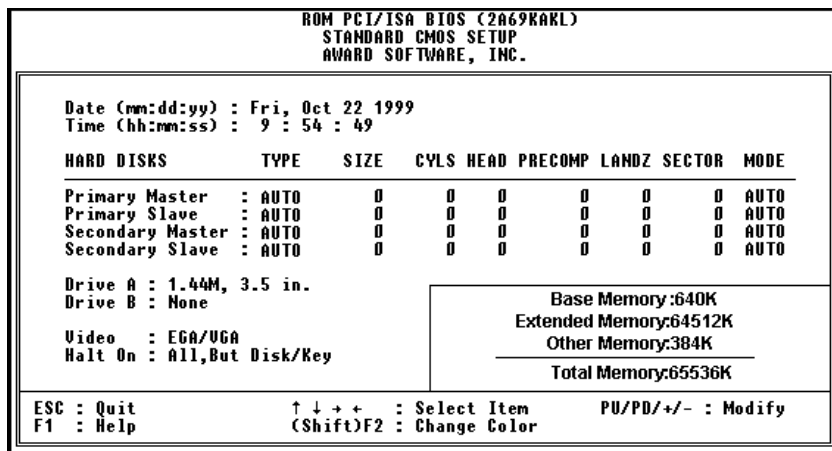 ROM PCI/ISA BIOS (2A69KAKL)
STANDARD CMOS SETUP
AWARD SOFTWARE, INC.
Date (mm:dd:yy) : Fri, Oct 22 1999
Time (hh:mm:ss) : 9 : 54 : 49
HARD DISKS TYPE SIZE CYLS HEAD PRECOMP LANDZ SECTOR MODE
Primary Master : AUTO 0 0 0 0 0 0 AUTO
Primary Slave : AUTO 0 0 0 0 0 0 AUTO
Secondary Master : AUTO 0 0 0 0 0 0 AUTO
Secondary Slave : AUTO 0 0 0 0 0 0 AUTO
Drive A : 1.44M, 3.5 in.
Drive B : None
Video : EGA/VGA
Halt On : All,But Disk/Key
Base Memory :640K
Extended Memory:64512K
Other Memory:384K
Total Memory:65536K
ESC : Quit ↑ ↓ → ← : Select Item PU/PD/+/- : Modify
F1 : Help (Shift)F2 : Change Color